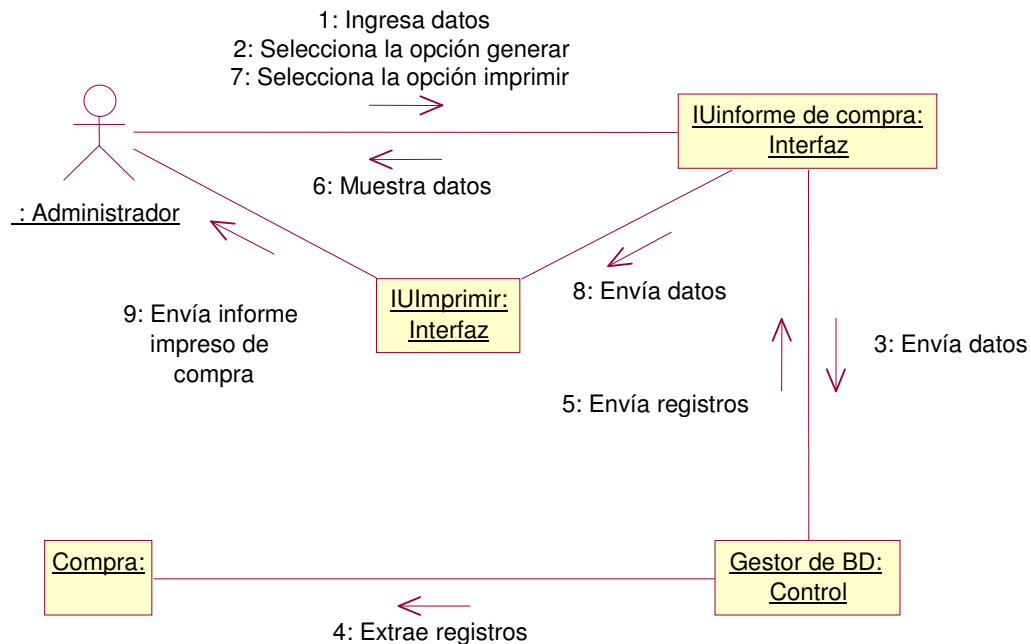 1: Ingresa datos
2: Selecciona la opción generar
7: Selecciona la opción imprimir
IUinforme de compra:
Interfaz
6: Muestra datos
_: Administrador
IUImprimir:
Interfaz
8: Envía datos
9: Envía informe
impreso de
compra
3: Envía datos
5: Envía registros
Compra:
Gestor de BD:
Control
4: Extrae registros